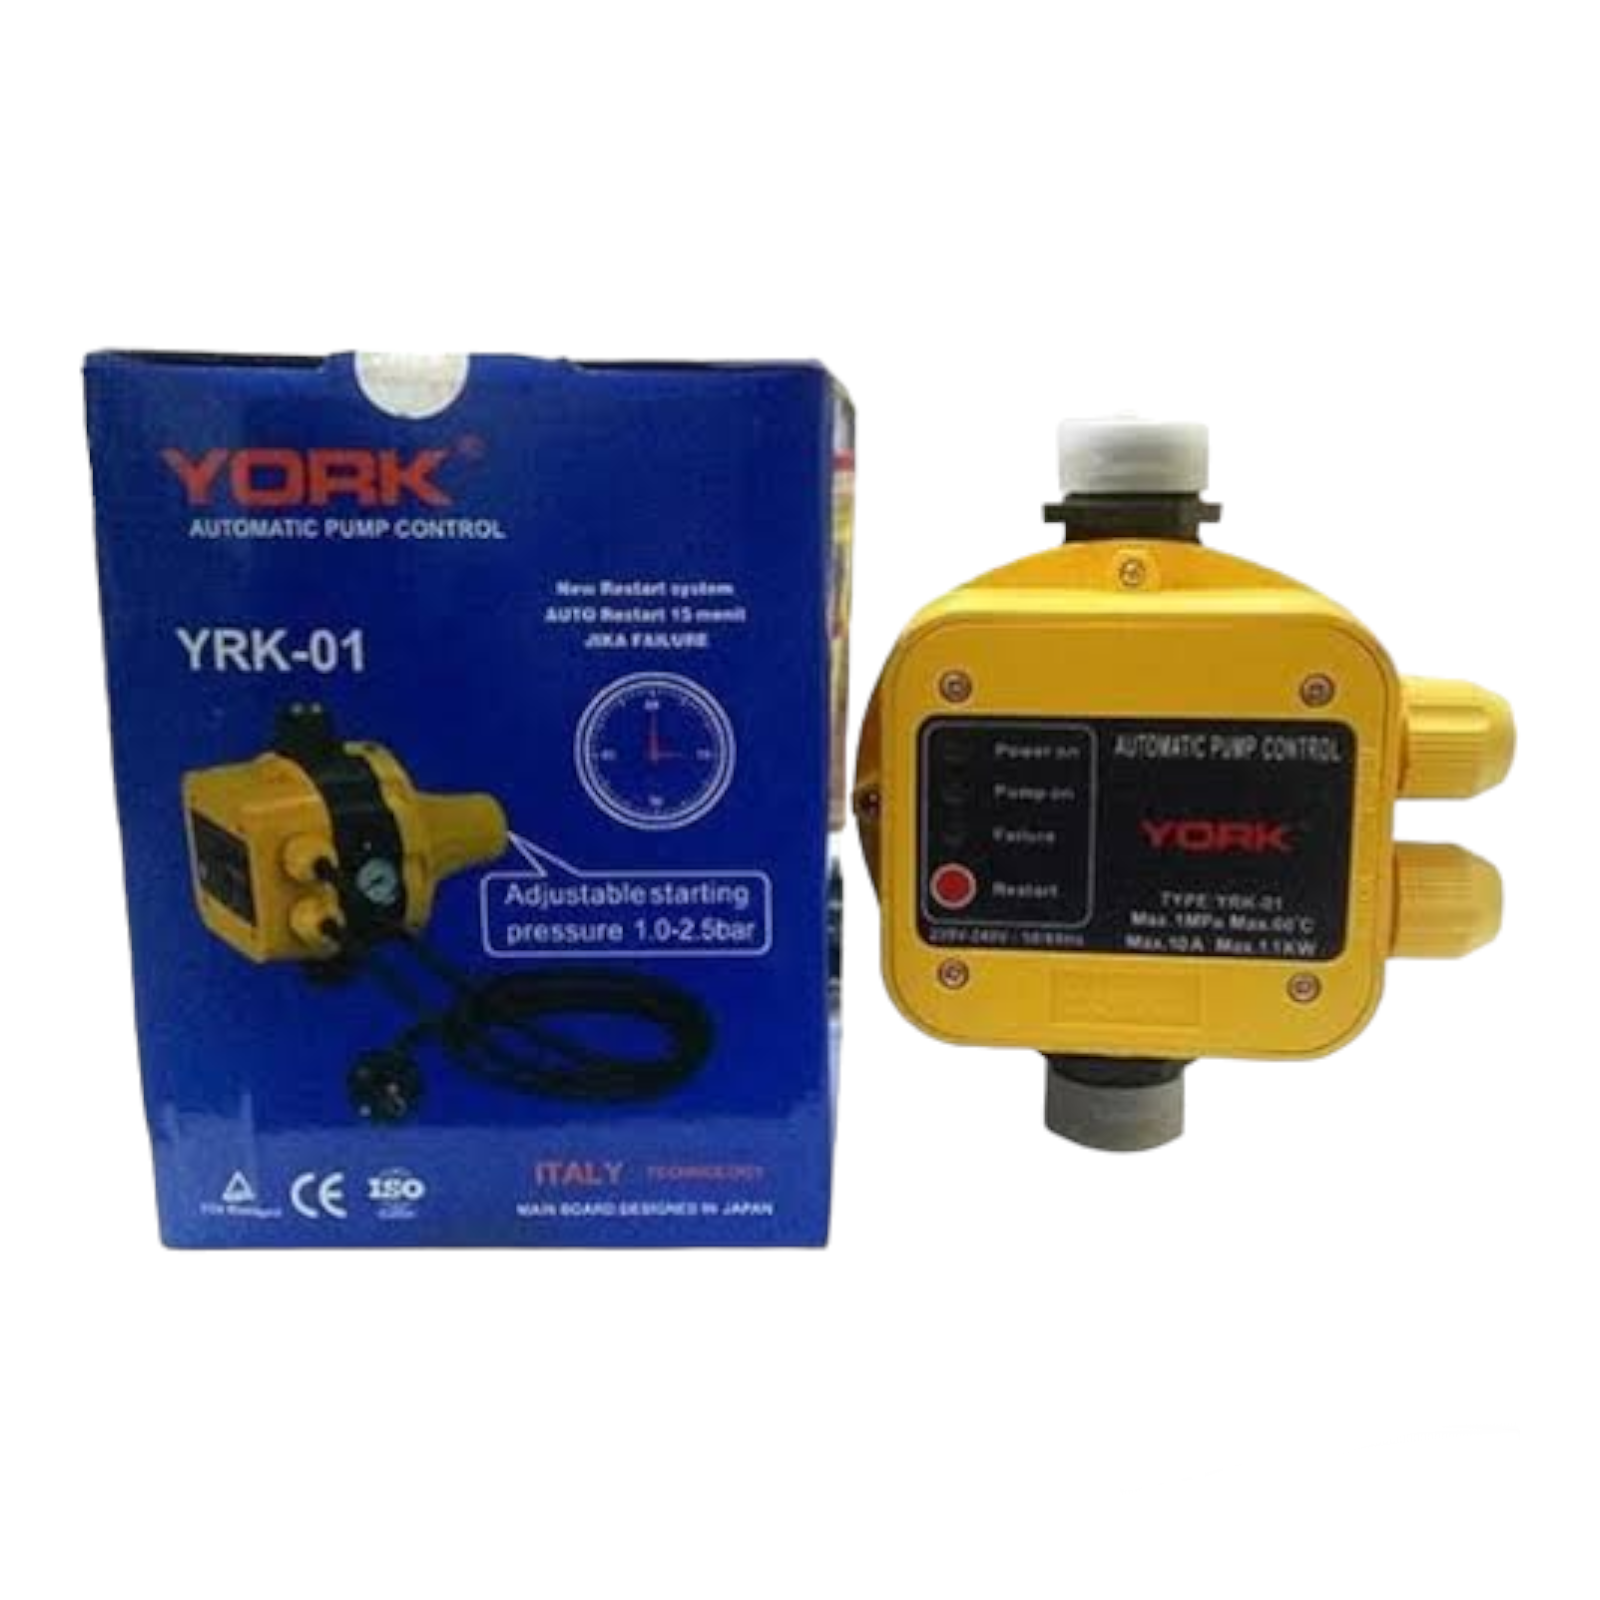 YORK®
AUTOMATIC PUMP CONTROL
New Restart system
AUTO Restart 15 menit
JIKA FAILURE
YRK-01
Adjustable starting
pressure 1.0-2.5bar
CE
ISO
ITALY TECHNOLOGY
MAIN BOARD DESIGNED IN JAPAN
Power on
Pump on
Failure
Restart
220V-240V 50/60Hz
AUTOMATIC PUMP CONTROL
YORK
TYPE YRK-01
Max.1MPa Max.60°C
Max.10A Max.1.1KW